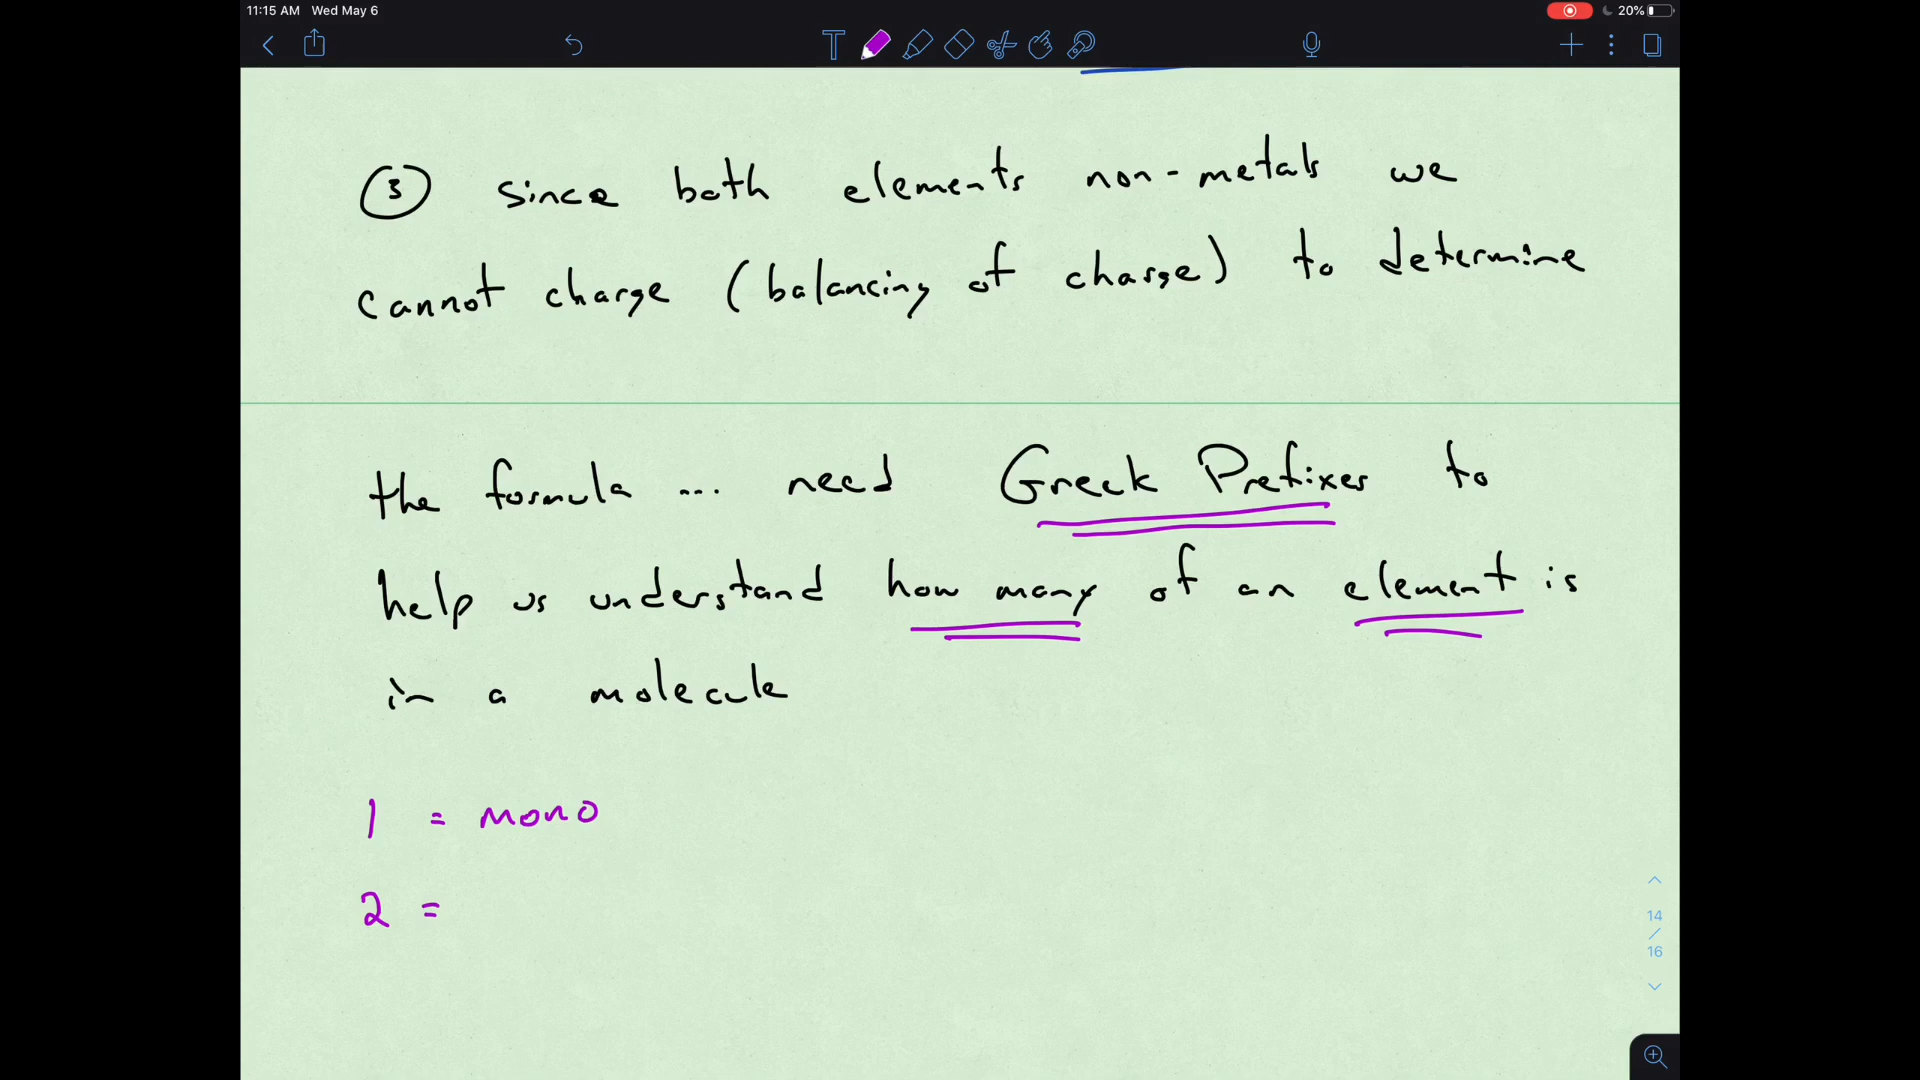 11:15 AM Wed May 6
20%
T
3 since both elements non-metals we
cannot charge (balancing of charge) to determine
the formula ... need Greek Prefixes to
help us understand how many of an element is
in a molecule
1 = mono
2 =
14
/
16